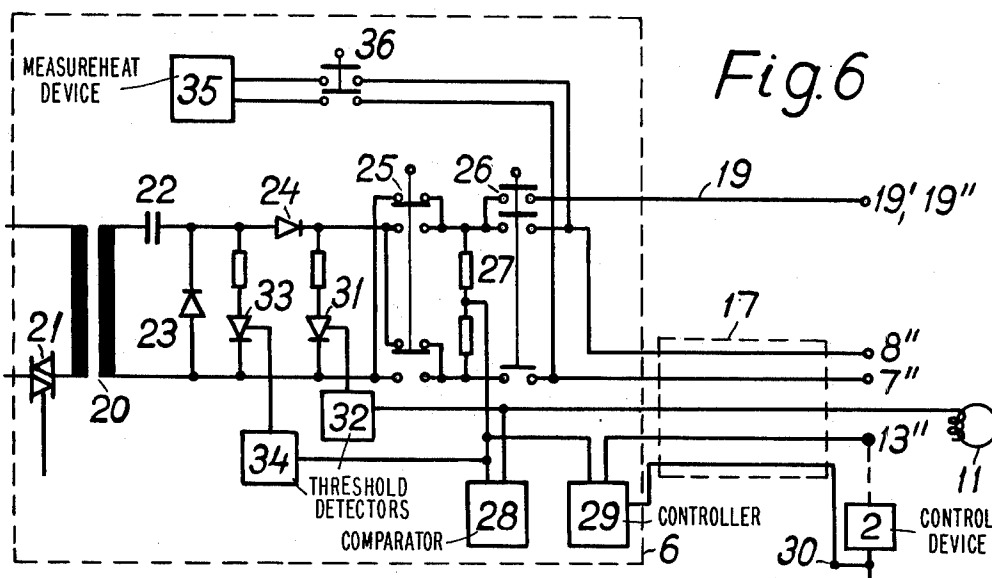 Fig.6
MEASUREHEAT
DEVICE
35
36
22
24
25
26
19
19', 19"
27
17
33
31
23
21
20
8"
7"
32
13"
11
34
THRESHOLD
DETECTORS
28
COMPARATOR
29
CONTROLLER
6
30
2
CONTROL
DEVICE